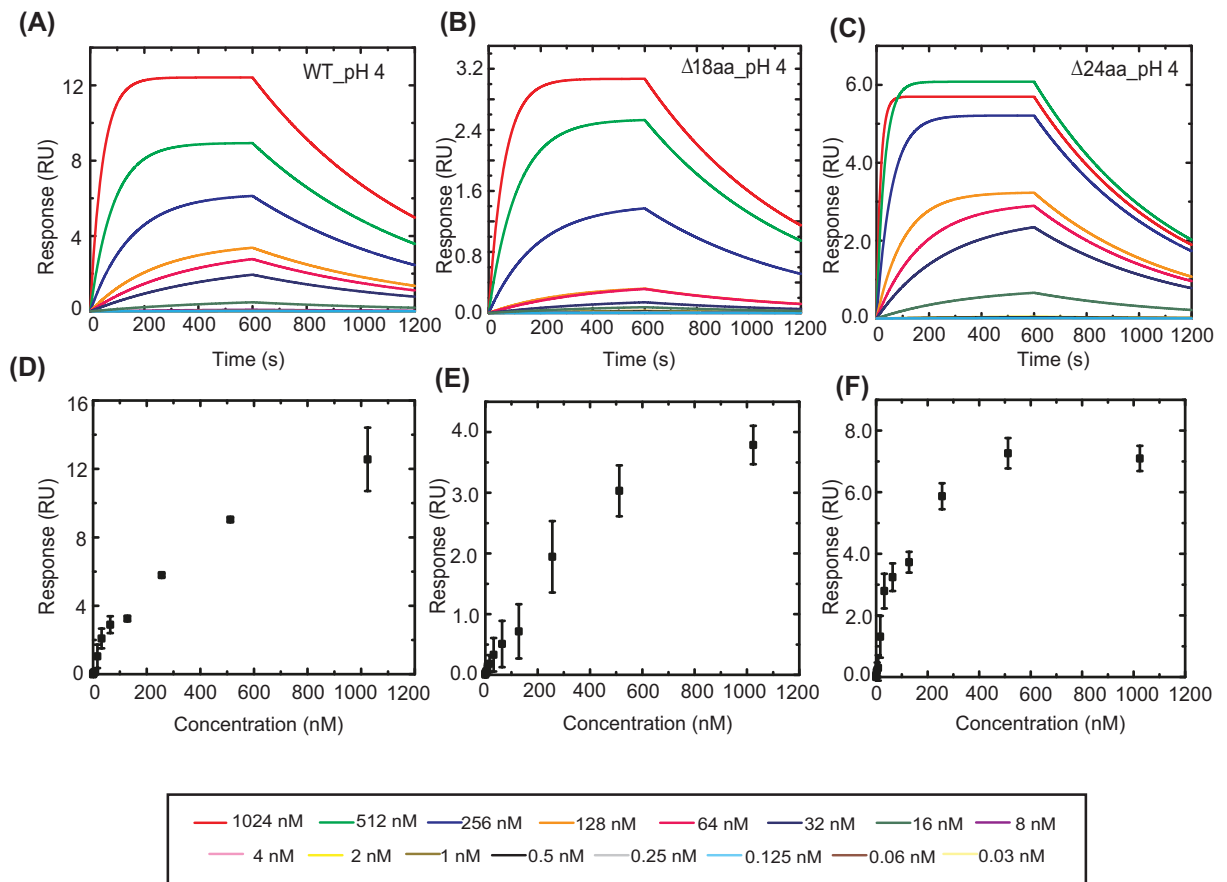 (A)
(B)
(C)
WT_pH 4
Δ18aa_pH 4
Δ24aa_pH 4
Response (RU)
12
8
4
0
0 200 400 600 800 1000 1200
Time (s)
Response (RU)
3.2
2.4
1.6
0.8
0.0
0 200 400 600 800 1000 1200
Time (s)
Response (RU)
6.0
4.0
2.0
0.0
0 200 400 600 800 1000 1200
Time (s)
(D)
(E)
(F)
Response (RU)
16
12
8
4
0
0 200 400 600 800 1000 1200
Concentration (nM)
Response (RU)
4.0
3.0
2.0
1.0
0.0
0 200 400 600 800 1000 1200
Concentration (nM)
Response (RU)
8.0
6.0
4.0
2.0
0.0
0 200 400 600 800 1000 1200
Concentration (nM)
1024 nM 512 nM 256 nM 128 nM 64 nM 32 nM 16 nM 8 nM
4 nM 2 nM 1 nM 0.5 nM 0.25 nM 0.125 nM 0.06 nM 0.03 nM